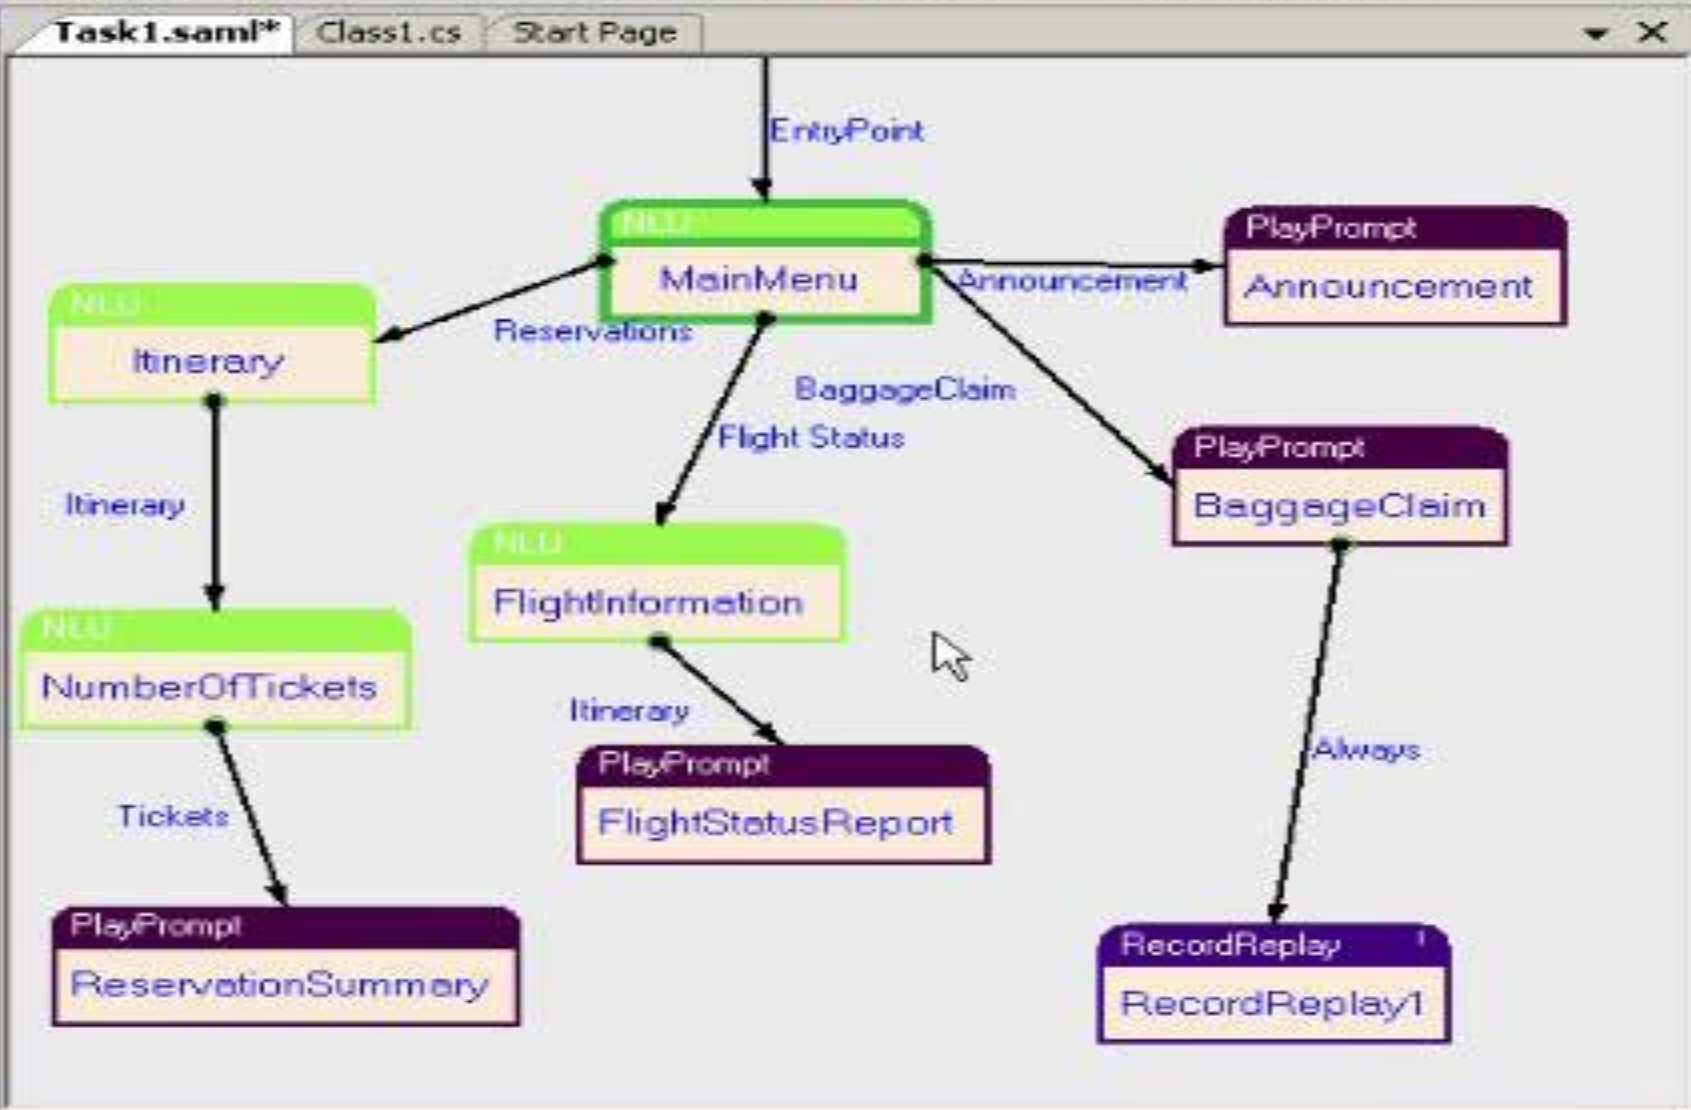 Task1.saml* Class1.cs Start Page
EntryPoint
NLU
MainMenu
PlayPrompt
Announcement
Announcement
NLU
Itinerary
Reservations
BaggageClaim
Flight Status
PlayPrompt
BaggageClaim
Itinerary
NLU
FlightInformation
NLU
NumberOfTickets
Itinerary
PlayPrompt
FlightStatusReport
Always
Tickets
PlayPrompt
ReservationSummary
RecordReplay
RecordReplay1